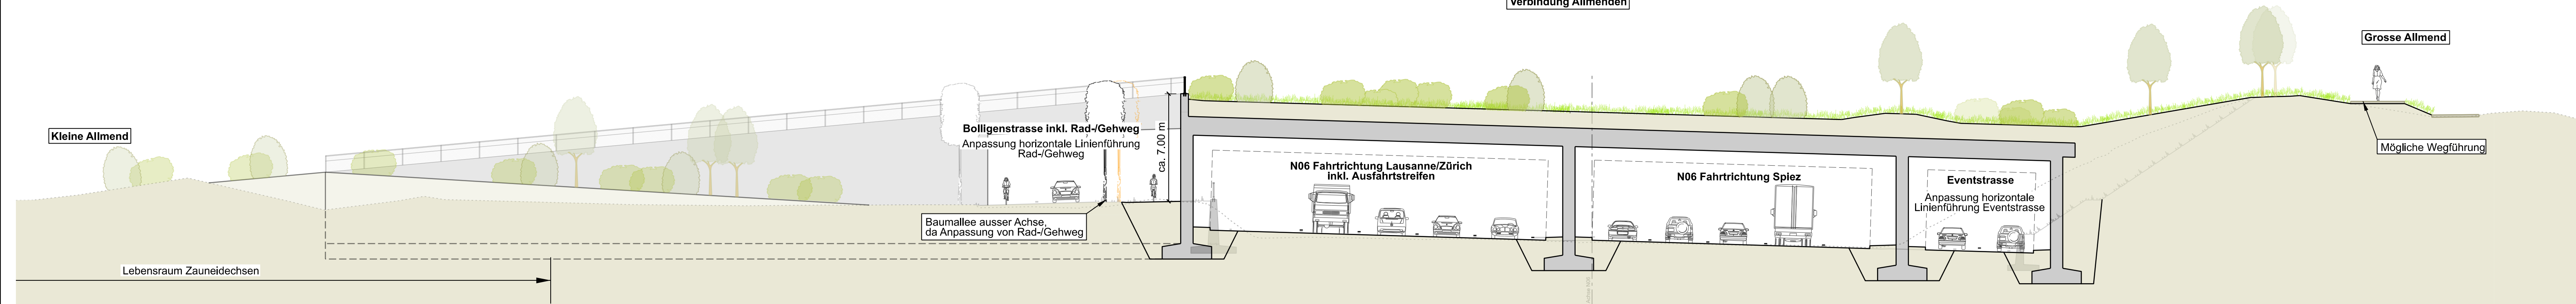 Verbindung Allmenden
Grosse Allmend
Kleine Allmend
Bolligenstrasse inkl. Rad-/Gehweg
Anpassung horizontale Linienführung
Rad-/Gehweg
ca. 7.00 m
Mögliche Wegführung
N06 Fahrtrichtung Lausanne/Zürich
inkl. Ausfahrtstreifen
N06 Fahrtrichtung Spiez
Eventstrasse
Anpassung horizontale
Linienführung Eventstrasse
Baumallee ausser Achse,
da Anpassung von Rad-/Gehweg
Lebensraum Zauneidechsen